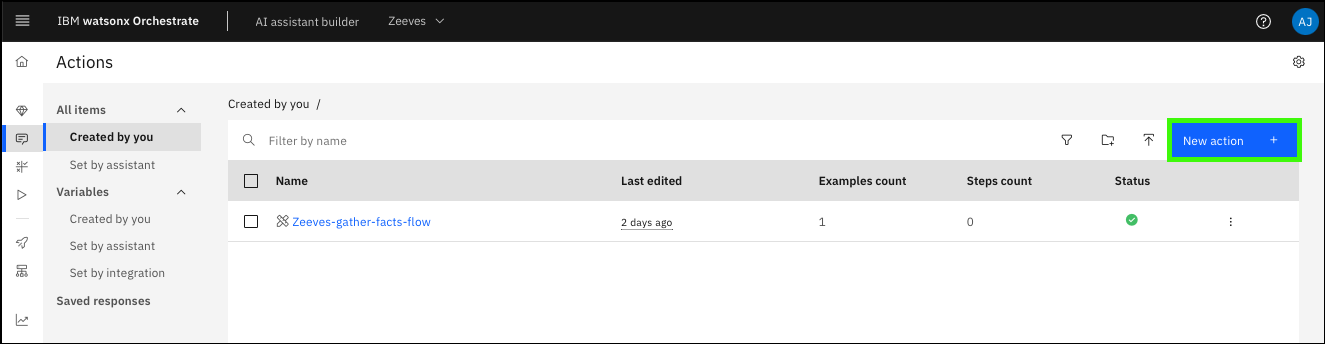 IBM watsonx Orchestrate AI assistant builder Zeeves AJ
Actions
All items
Created by you
Set by assistant
Variables
Created by you
Set by assistant
Set by integration
Saved responses
Created by you /
Filter by name New action +
Name Last edited Examples count Steps count Status
Zeeves-gather-facts-flow 2 days ago 1 0